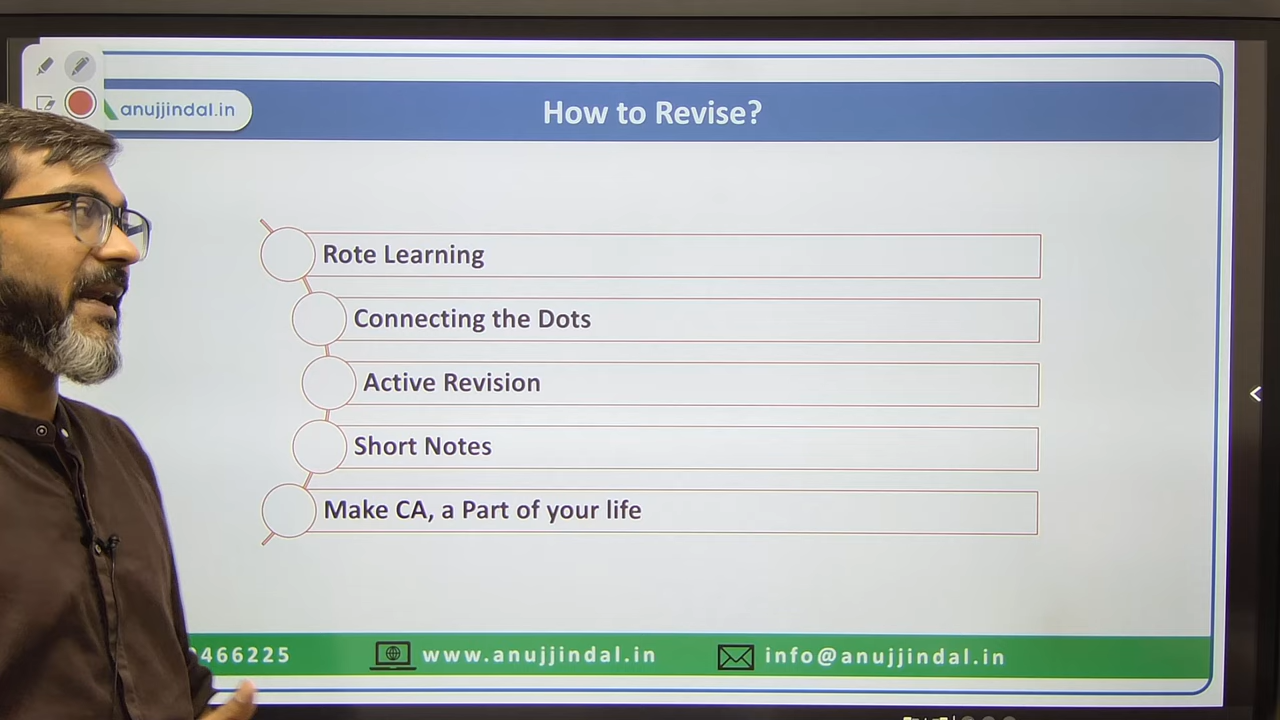 anujjindal.in
How to Revise?
Rote Learning
Connecting the Dots
Active Revision
Short Notes
Make CA, a Part of your life
466225
www.anujjindal.in
info@anujjindal.in